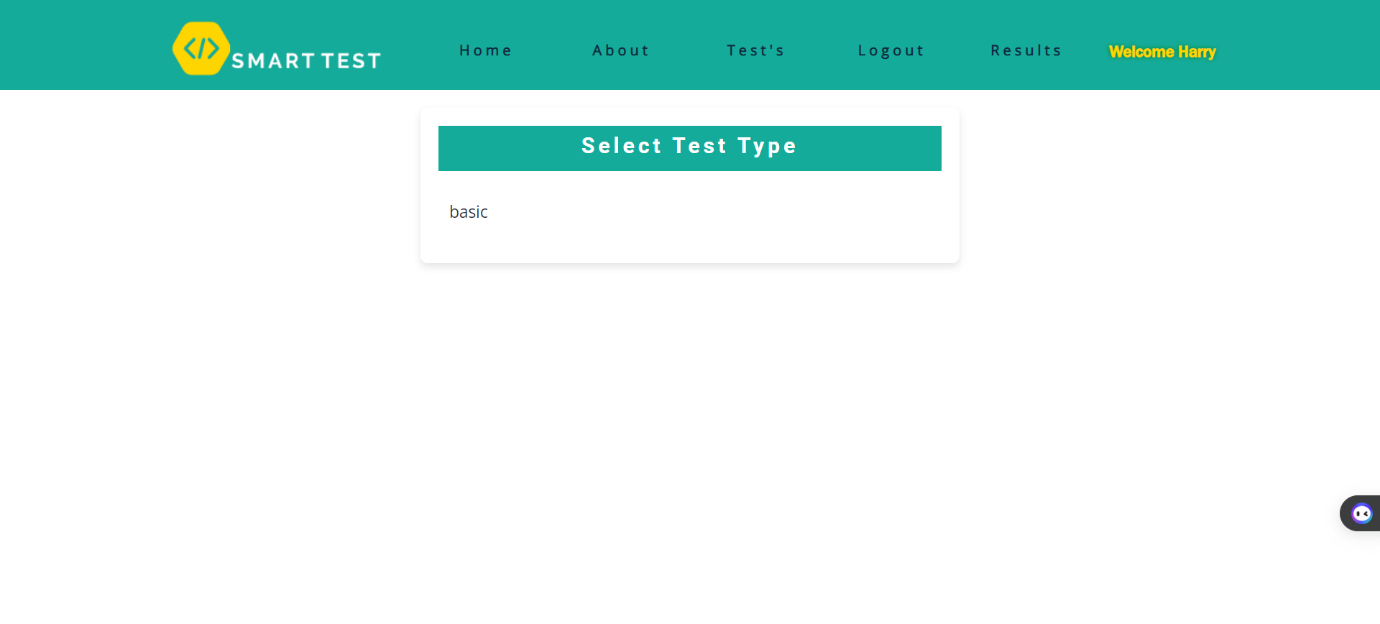 </> SMART TEST
Home About Test's Logout Results Welcome Harry
Select Test Type
basic